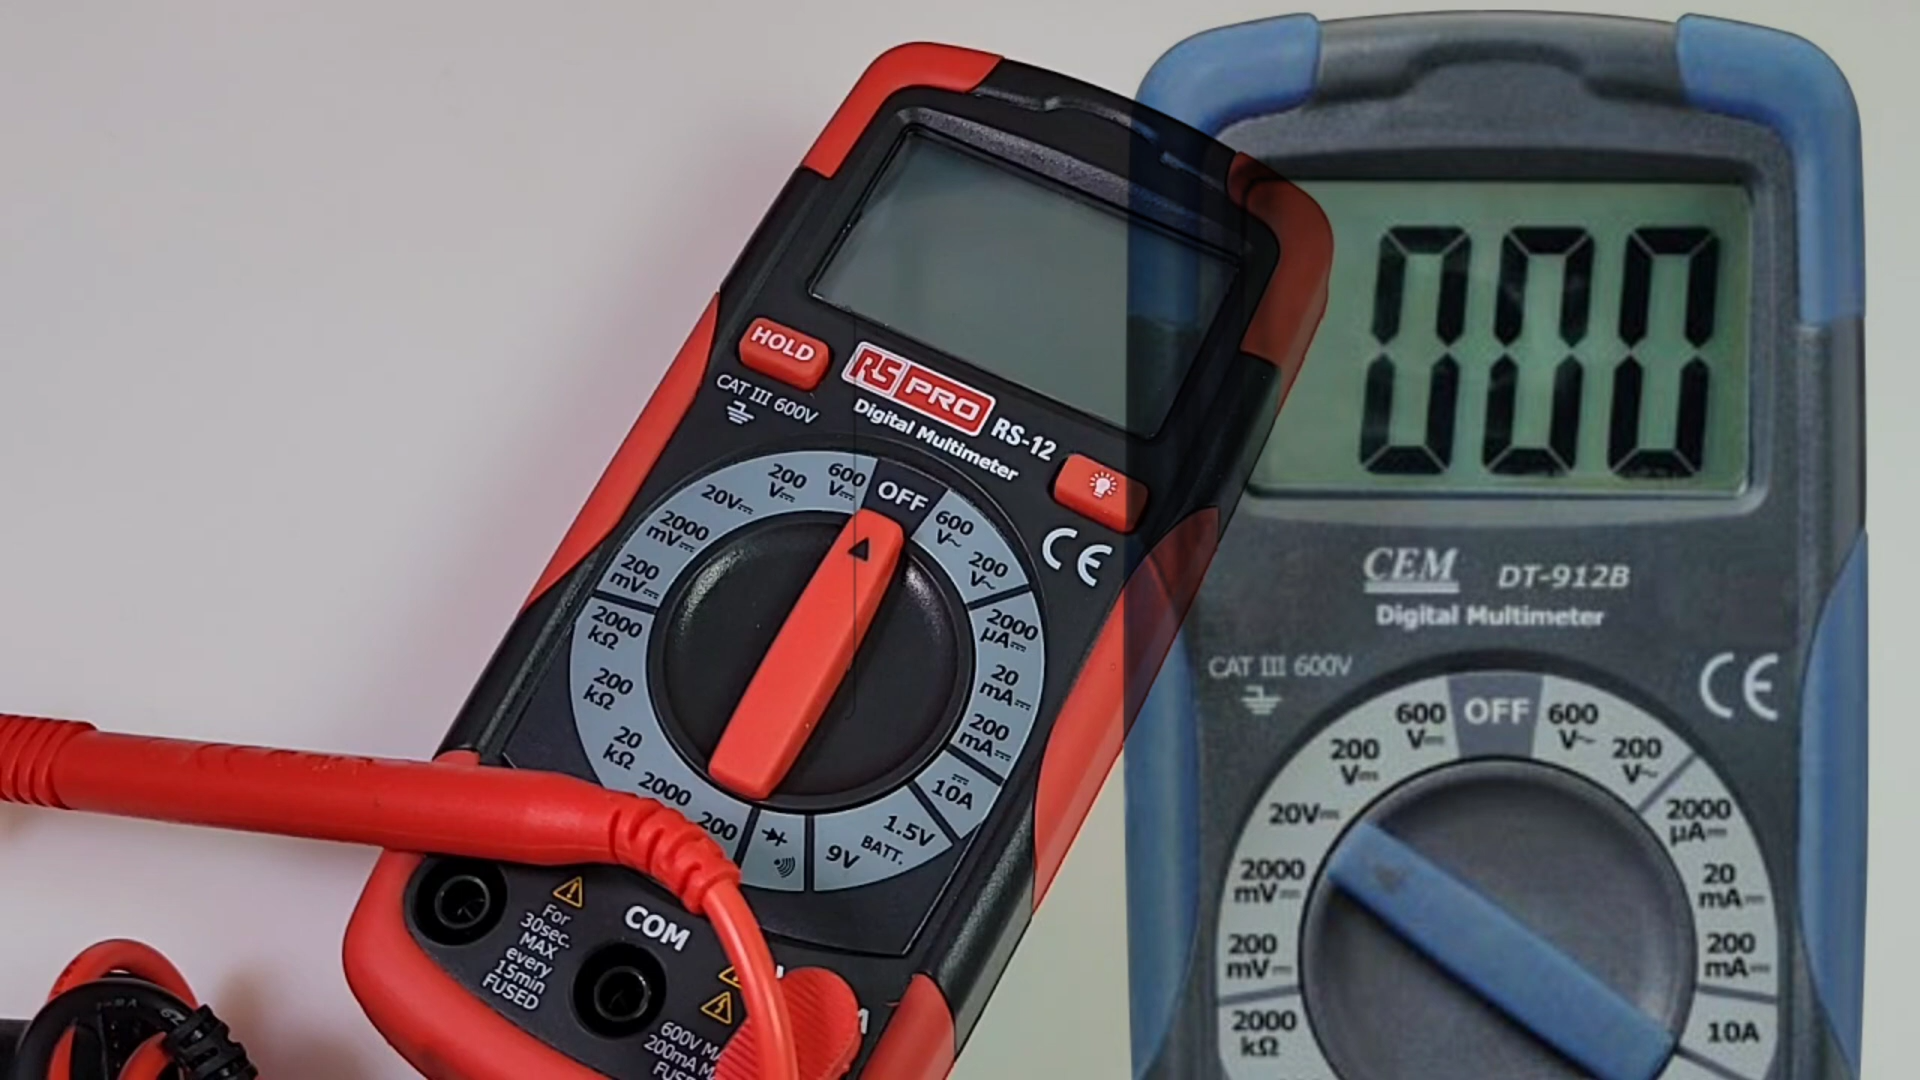 HOLD
RS PRO
CAT III 600V
Digital Multimeter
RS-12
OFF
600
V
200
V
20V
2000
mV
200
mV
2000
kΩ
200
kΩ
20
kΩ
2000
200
600
V~
200
V~
2000
µA
20
mA
200
mA
10A
1.5V
BATT.
9V
CE
For
30sec.
MAX
every
15min
FUSED
COM
600V
200mA
000
CEM
DT-912B
Digital Multimeter
CAT III 600V
CE
OFF
600
V
200
V
20V
2000
mV
200
mV
2000
kΩ
600
V~
200
V~
2000
µA
20
mA
200
mA
10A